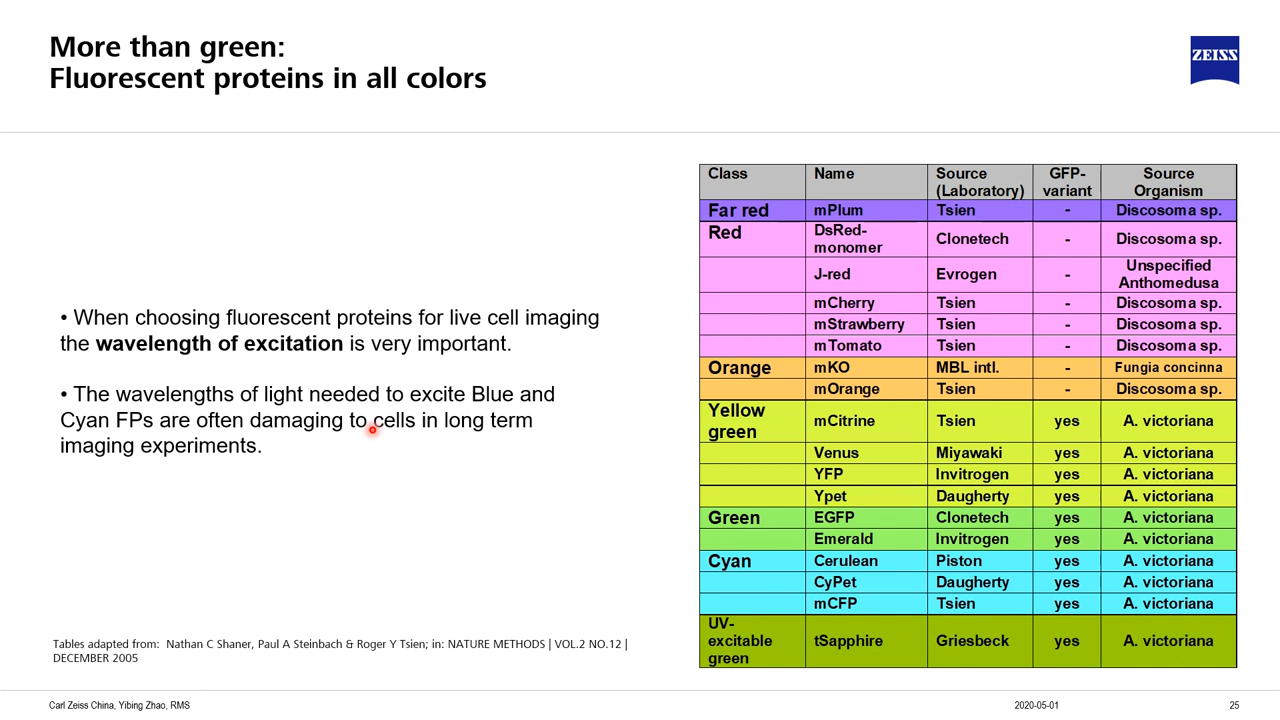 More than green:
Fluorescent proteins in all colors
ZEISS
• When choosing fluorescent proteins for live cell imaging
the wavelength of excitation is very important.
• The wavelengths of light needed to excite Blue and
Cyan FPs are often damaging to cells in long term
imaging experiments.
Class Name Source (Laboratory) GFP-variant Source Organism
Far red mPlum Tsien - Discosoma sp.
Red DsRed-monomer Clonetech - Discosoma sp.
J-red Evrogen - Unspecified Anthomedusa
mCherry Tsien - Discosoma sp.
mStrawberry Tsien - Discosoma sp.
mTomato Tsien - Discosoma sp.
Orange mKO MBL intl. - Fungia concinna
mOrange Tsien - Discosoma sp.
Yellow green mCitrine Tsien yes A. victoriana
Venus Miyawaki yes A. victoriana
YFP Invitrogen yes A. victoriana
Ypet Daugherty yes A. victoriana
Green EGFP Clonetech yes A. victoriana
Emerald Invitrogen yes A. victoriana
Cyan Cerulean Piston yes A. victoriana
CyPet Daugherty yes A. victoriana
mCFP Tsien yes A. victoriana
UV-excitable green tSapphire Griesbeck yes A. victoriana
Tables adapted from: Nathan C Shaner, Paul A Steinbach & Roger Y Tsien; in: NATURE METHODS | VOL.2 NO.12 |
DECEMBER 2005
Carl Zeiss China, Yibing Zhao, RMS
2020-05-01
25